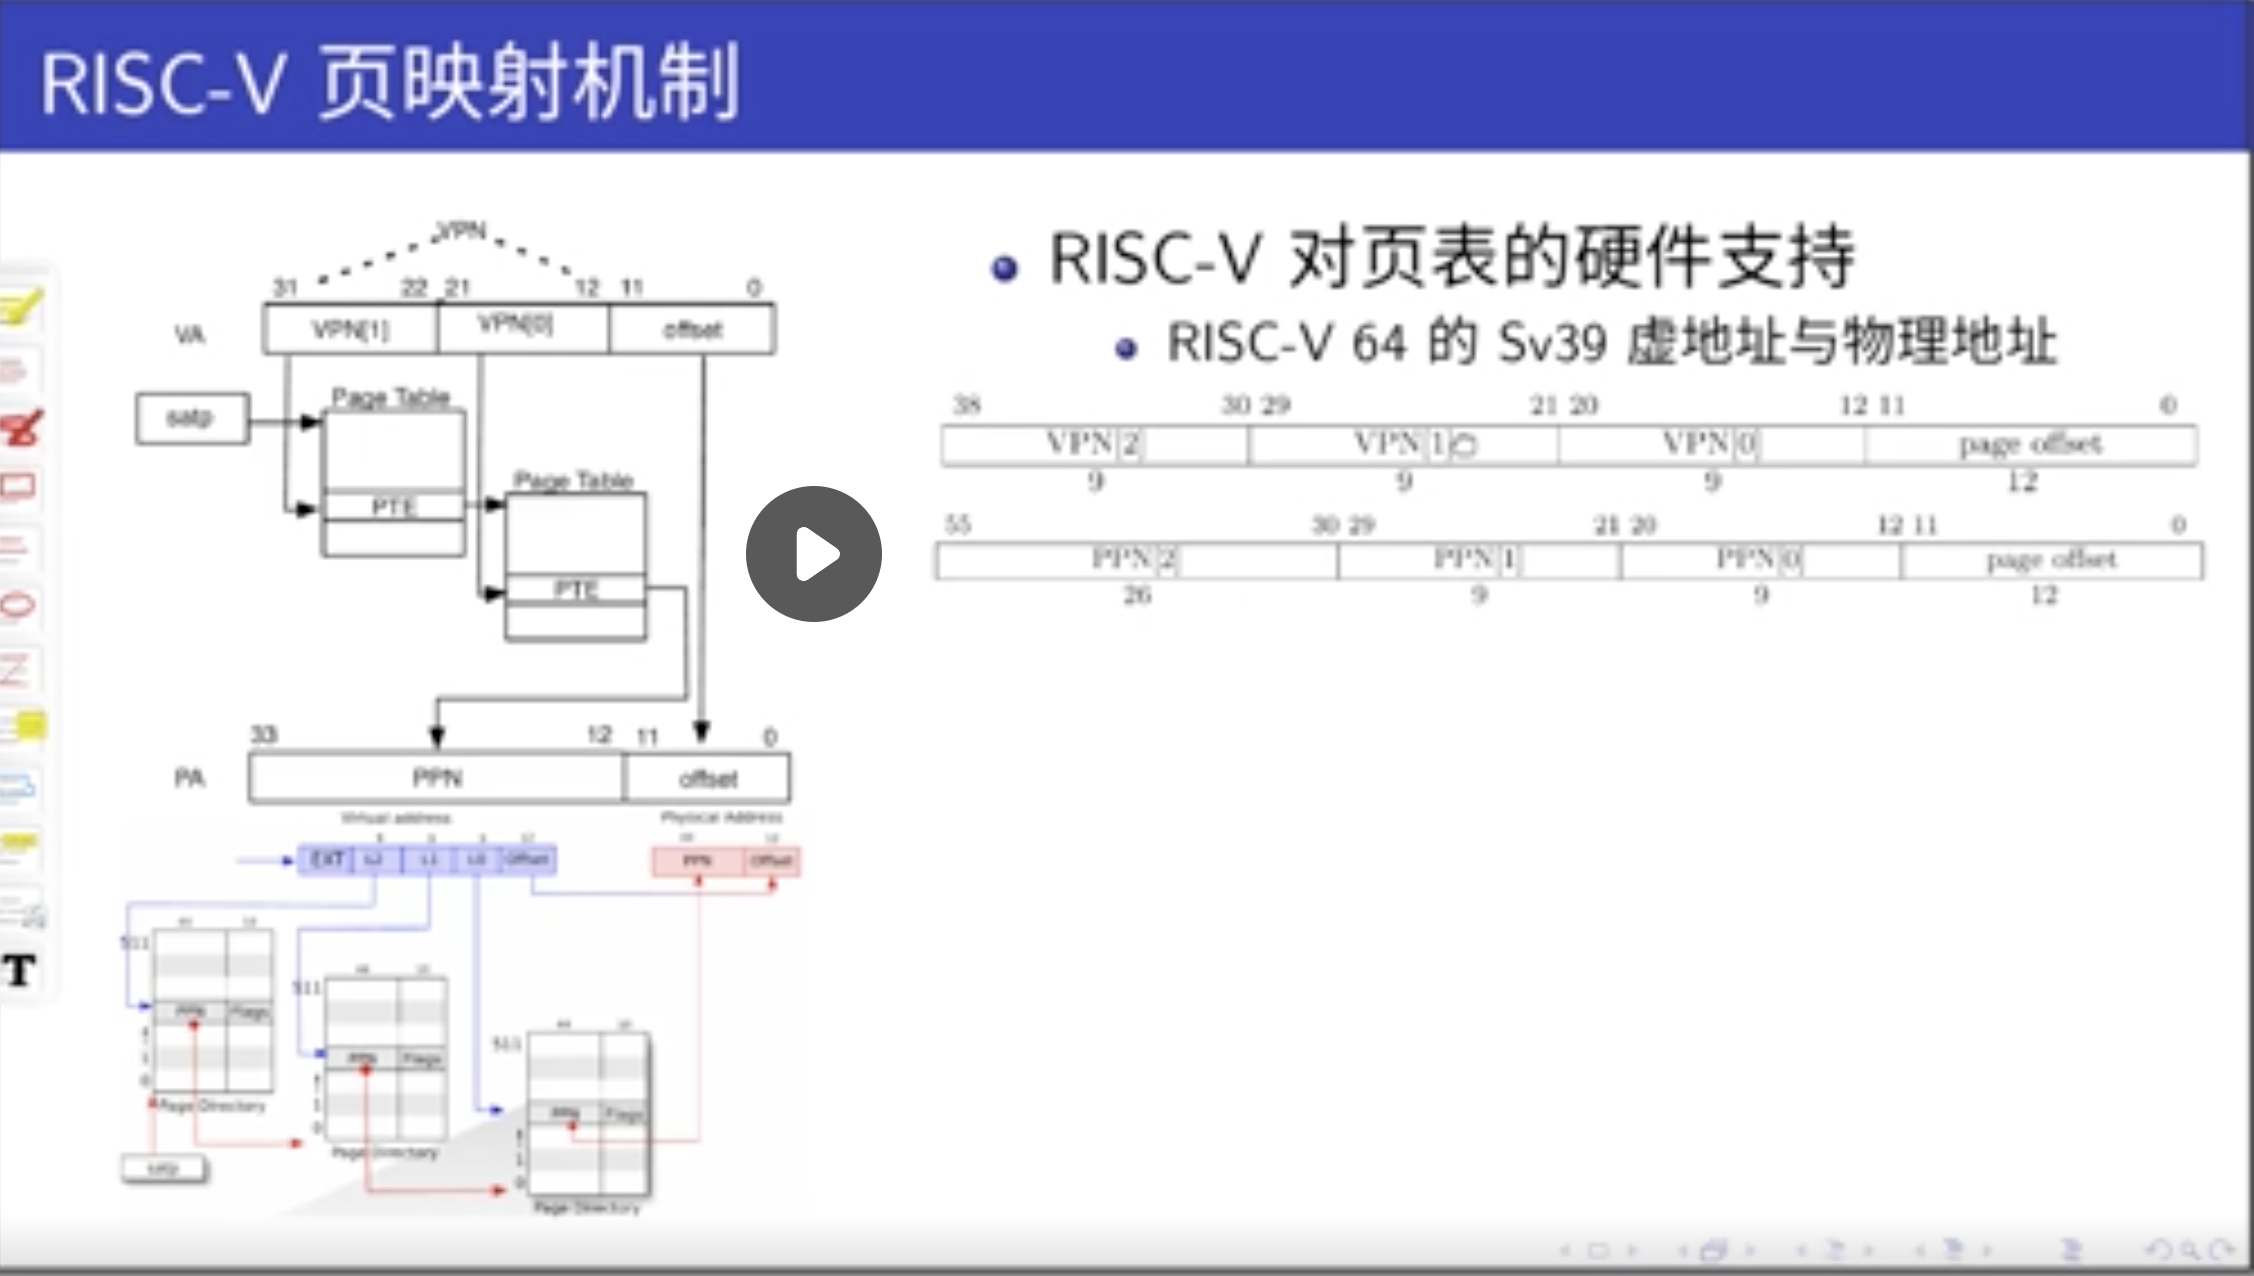 RISC-V 页映射机制
VPN
31 22 21 12 11 0
VA VPN[1] VPN[0] offset
satp
Page Table
PTE
Page Table
PTE
33 12 11 0
PA PPN offset
Virtual address Physical Address
EXT L2 L1 L0 Offset PPN Offset
511
PPN Flags
1
0
Page Directory
511
PPN Flags
1
0
Page Directory
511
PPN Flags
1
0
Page Directory
satp
RISC-V 对页表的硬件支持
RISC-V 64 的 Sv39 虚地址与物理地址
38 30 29 21 20 12 11 0
VPN[2] VPN[1] VPN[0] page offset
9 9 9 12
55 30 29 21 20 12 11 0
PPN[2] PPN[1] PPN[0] page offset
26 9 9 12
T